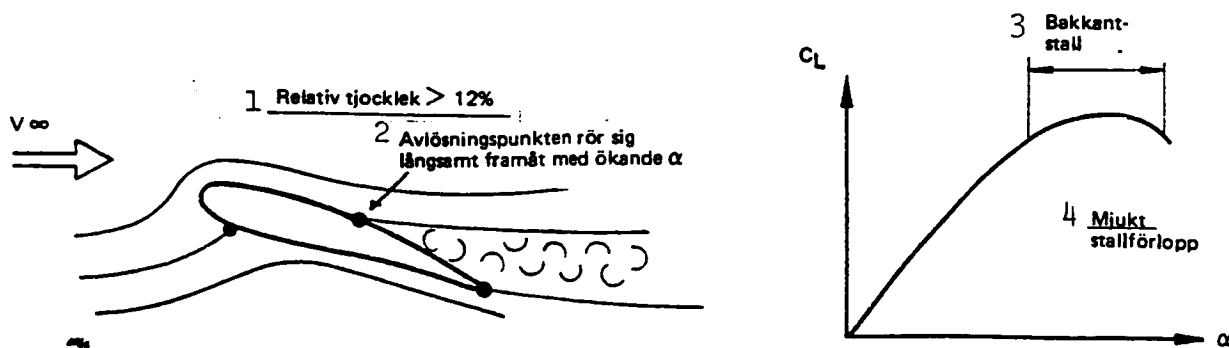 1 Relativ tjocklek > 12%
V ∞
2 Avlösningspunkten rör sig
långsamt framåt med ökande α
3 Bakkant-
stall
C_L
4 Mjukt
stallförlopp
α